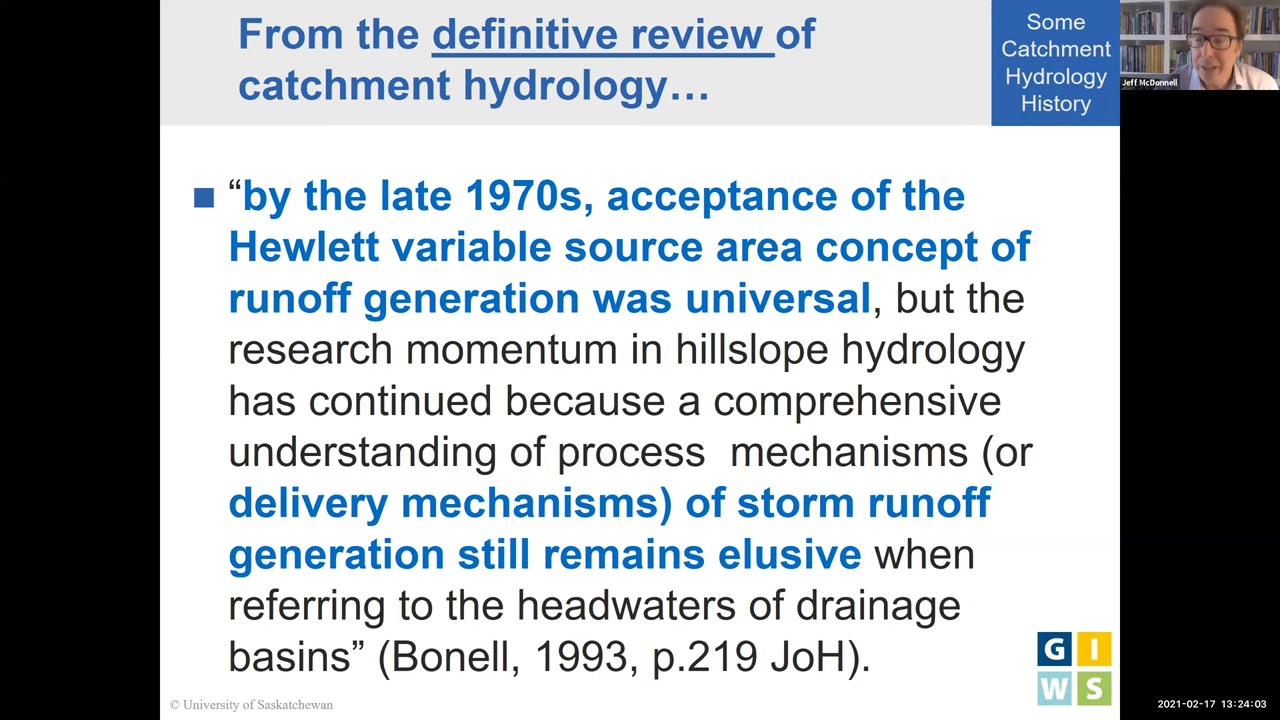 From the definitive review of
catchment hydrology…
Some
Catchment
Hydrology
History
Jeff McDonnell
“by the late 1970s, acceptance of the
Hewlett variable source area concept of
runoff generation was universal, but the
research momentum in hillslope hydrology
has continued because a comprehensive
understanding of process  mechanisms (or
delivery mechanisms) of storm runoff
generation still remains elusive when
referring to the headwaters of drainage
basins” (Bonell, 1993, p.219 JoH).
G I
W S
© University of Saskatchewan
2021-02-17 13:24:03